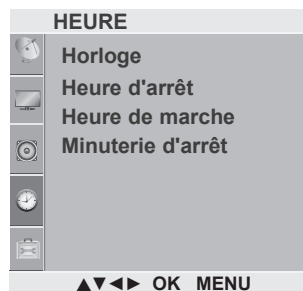 HEURE
Horloge
Heure d'arrêt
Heure de marche
Minuterie d'arrêt
▲▼◄► OK MENU